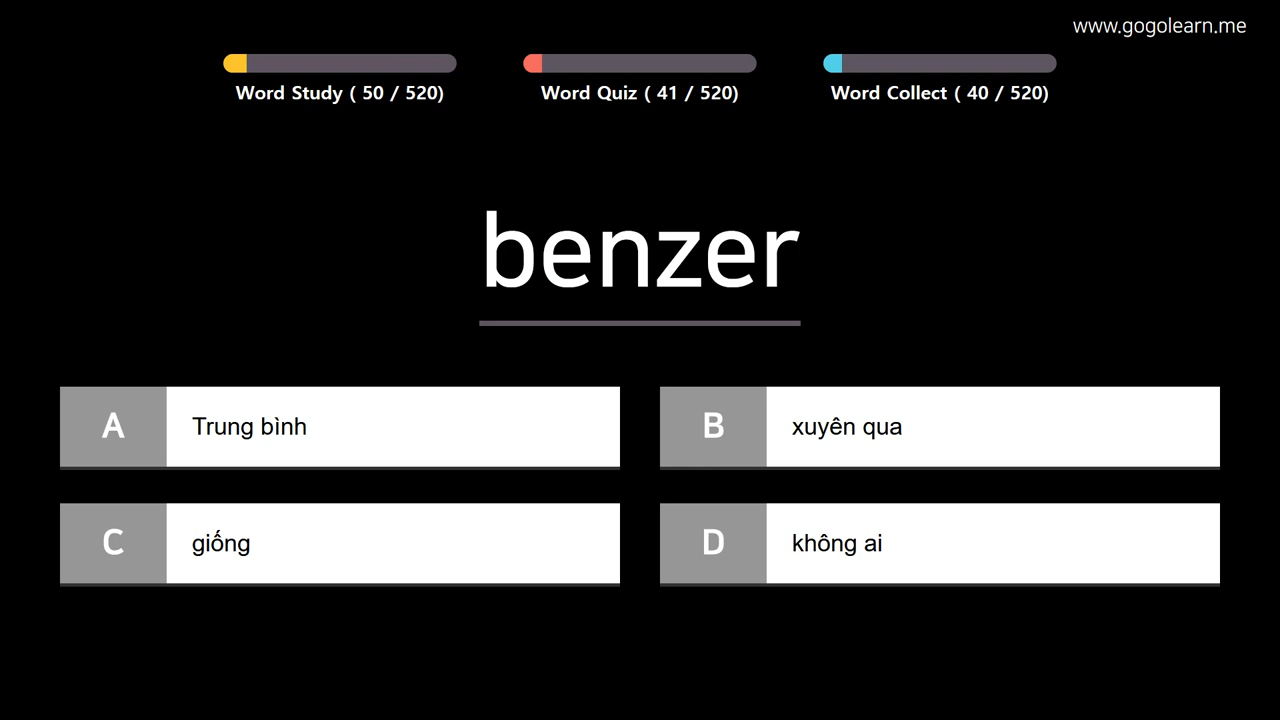 www.gogolearn.me
Word Study ( 50 / 520)
Word Quiz ( 41 / 520)
Word Collect ( 40 / 520)
benzer
A
Trung bình
B
xuyên qua
C
giống
D
không ai